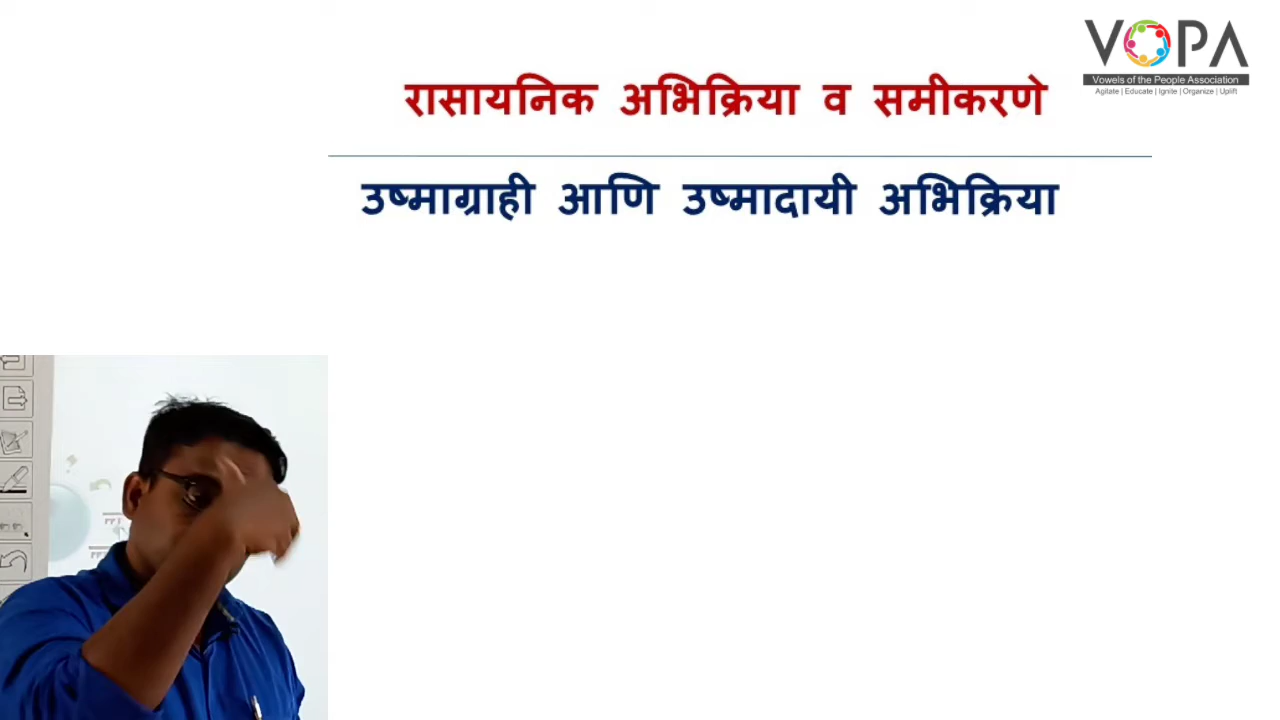 VOPA
Vowels of the People Association
Agitate | Educate | Ignite | Organize | Uplift
रासायनिक अभिक्रिया व समीकरणे
उष्माग्राही आणि उष्मादायी अभिक्रिया